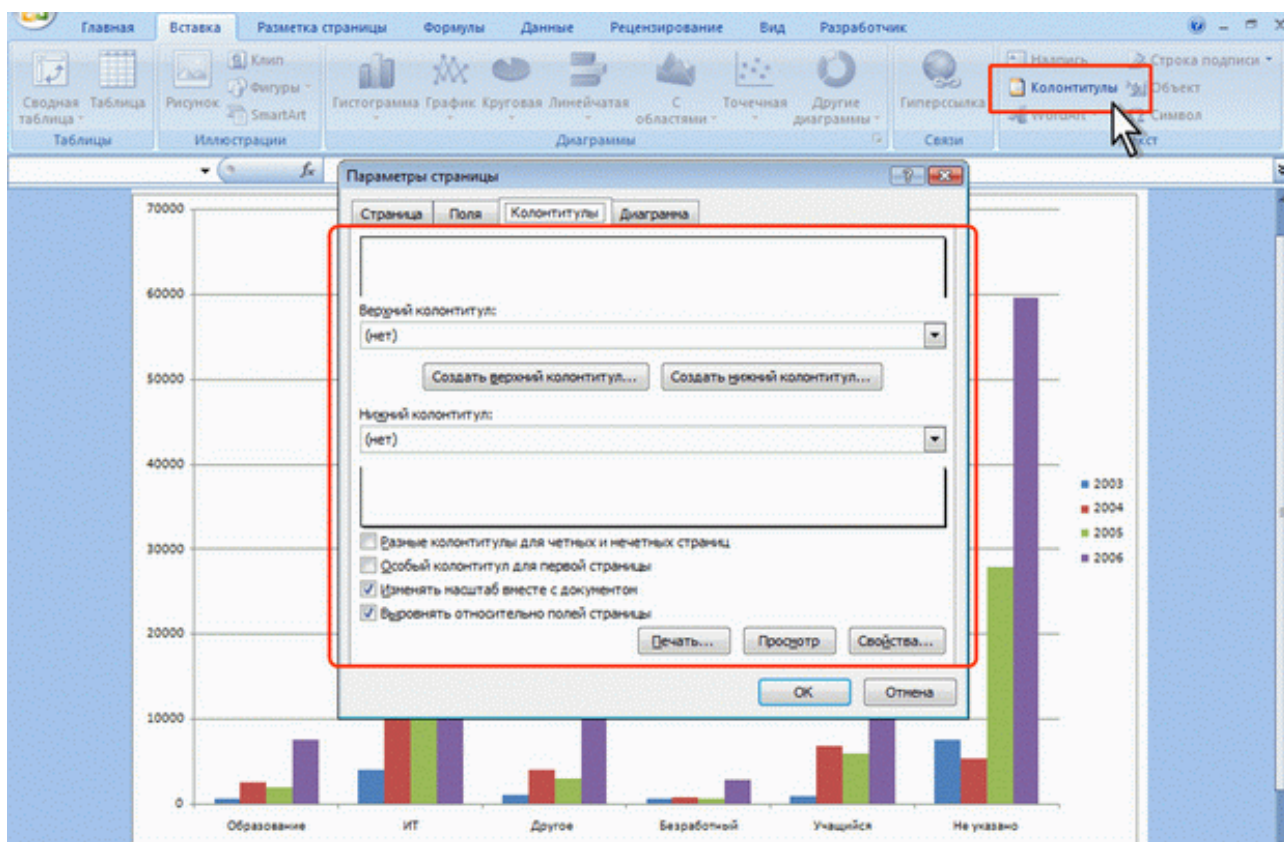 Главная Вставка Разметка страницы Формулы Данные Рецензирование Вид Разработчик
Сводная таблица Таблица
Рисунок
Клип
Фигуры
SmartArt
Гистограмма График Круговая Линейчатая С областями Точечная Другие диаграммы
Гиперссылка
Надпись
Колонтитулы
WordArt
Строка подписи
Объект
Символ
Таблицы Иллюстрации Диаграммы Связи
fx
Параметры страницы
Страница Поля Колонтитулы Диаграмма
Верхний колонтитул:
(нет)
Создать верхний колонтитул... Создать нижний колонтитул...
Нижний колонтитул:
(нет)
Разные колонтитулы для четных и нечетных страниц
Особый колонтитул для первой страницы
Изменять масштаб вместе с документом
Выровнять относительно полей страницы
Печать... Просмотр Свойства...
OK Отмена
70000
60000
50000
40000
30000
20000
10000
0
2003
2004
2005
2006
Образование ИТ Другое Безработный Учащийся Не указано